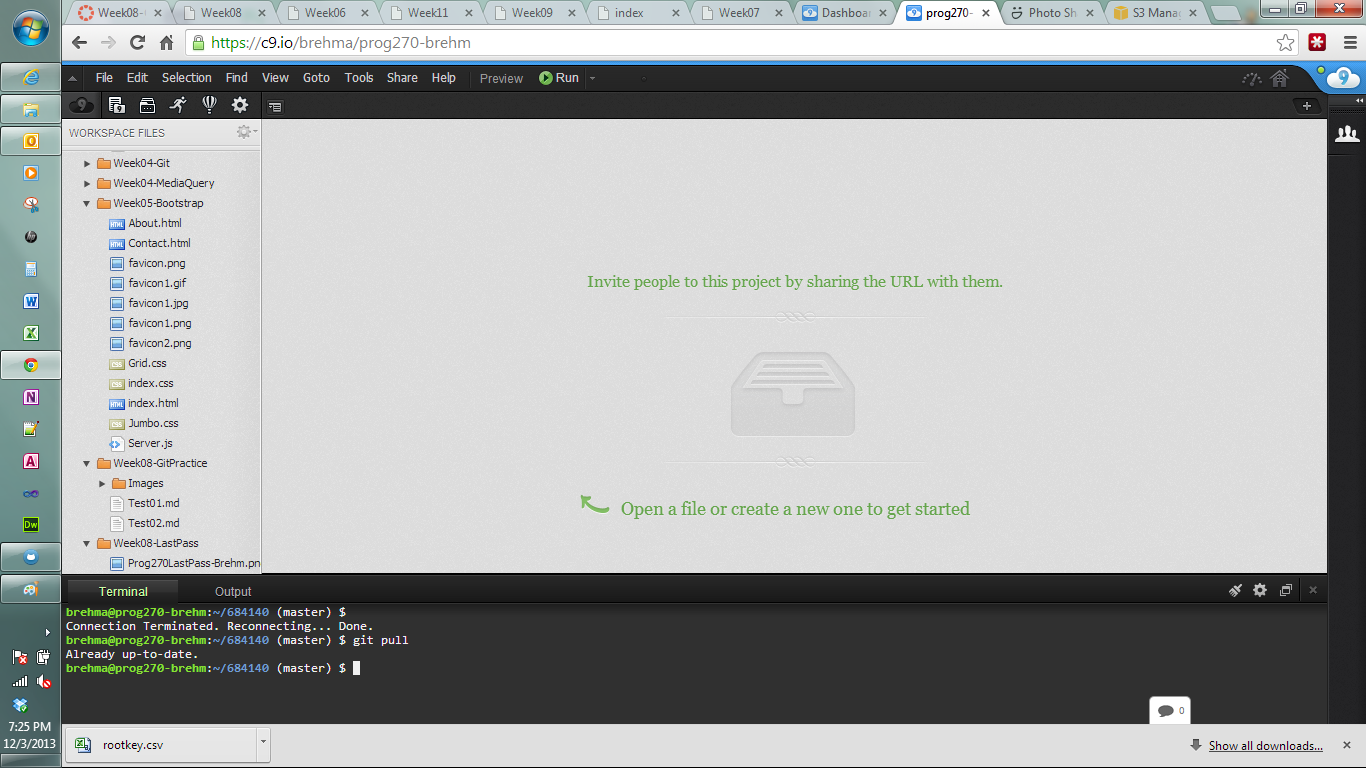 Week08-
Week08
Week06
Week11
Week09
index
Week07
Dashboar
prog270-
Photo Sh
S3 Manag
https://c9.io/brehma/prog270-brehm
File Edit Selection Find View Goto Tools Share Help Preview Run
WORKSPACE FILES
Week04-Git
Week04-MediaQuery
Week05-Bootstrap
About.html
Contact.html
favicon.png
favicon1.gif
favicon1.jpg
favicon1.png
favicon2.png
Grid.css
index.css
index.html
Jumbo.css
Server.js
Week08-GitPractice
Images
Test01.md
Test02.md
Week08-LastPass
Prog270LastPass-Brehm.pn
Invite people to this project by sharing the URL with them.
Open a file or create a new one to get started
Terminal Output
brehma@prog270-brehm:~/684140 (master) $
Connection Terminated. Reconnecting... Done.
brehma@prog270-brehm:~/684140 (master) $ git pull
Already up-to-date.
brehma@prog270-brehm:~/684140 (master) $
0
7:25 PM
12/3/2013
rootkey.csv
Show all downloads...